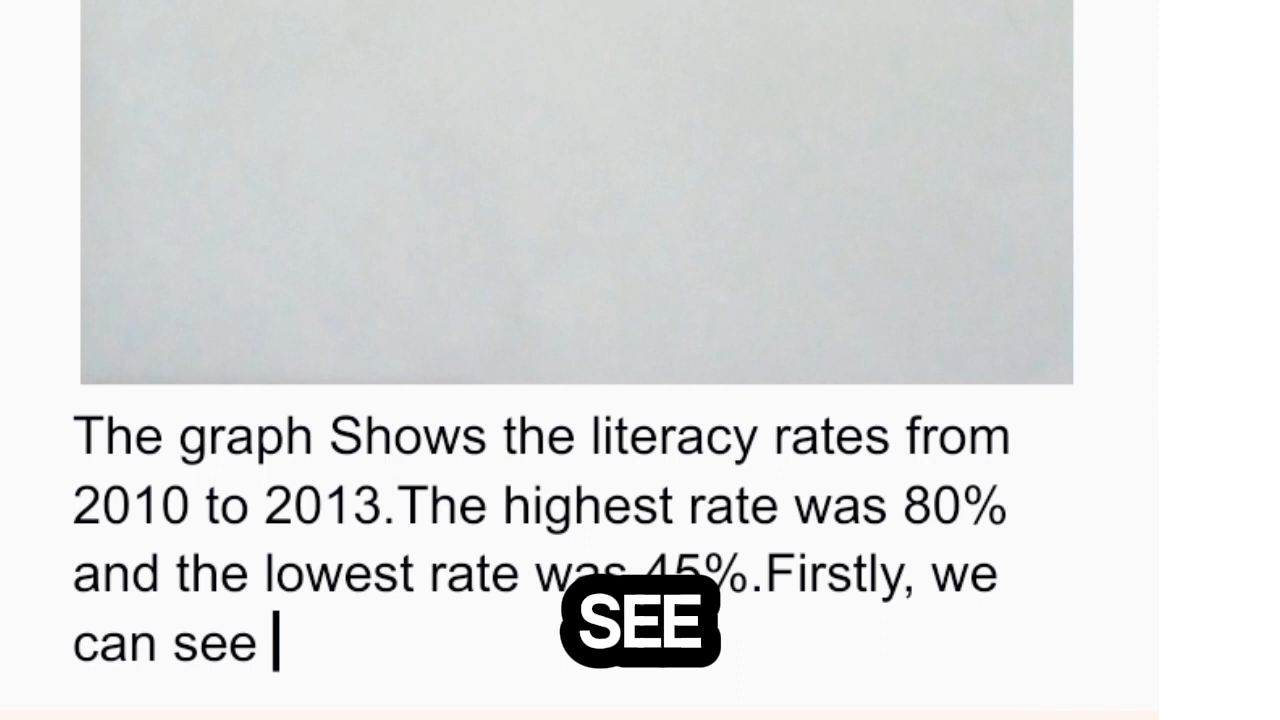 The graph Shows the literacy rates from
2010 to 2013.The highest rate was 80%
and the lowest rate was 45%.Firstly, we
can see
SEE